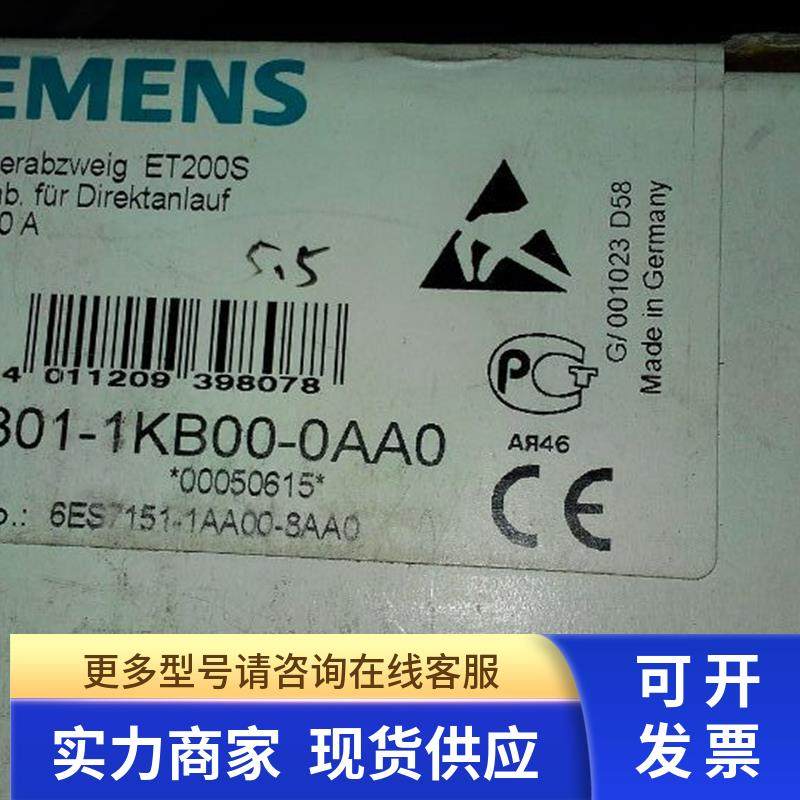 EMENS
erabzweig ET200S
b. für Direktanlauf
0 A
5,5
4 011209 398078
301-1KB00-0AA0
*00050615*
o.: 6ES7151-1AA00-8AA0
G/001023 D58
Made in Germany
PCT
АЯ46
CE
更多型号请咨询在线客服
实力商家 现货供应
可开
发票